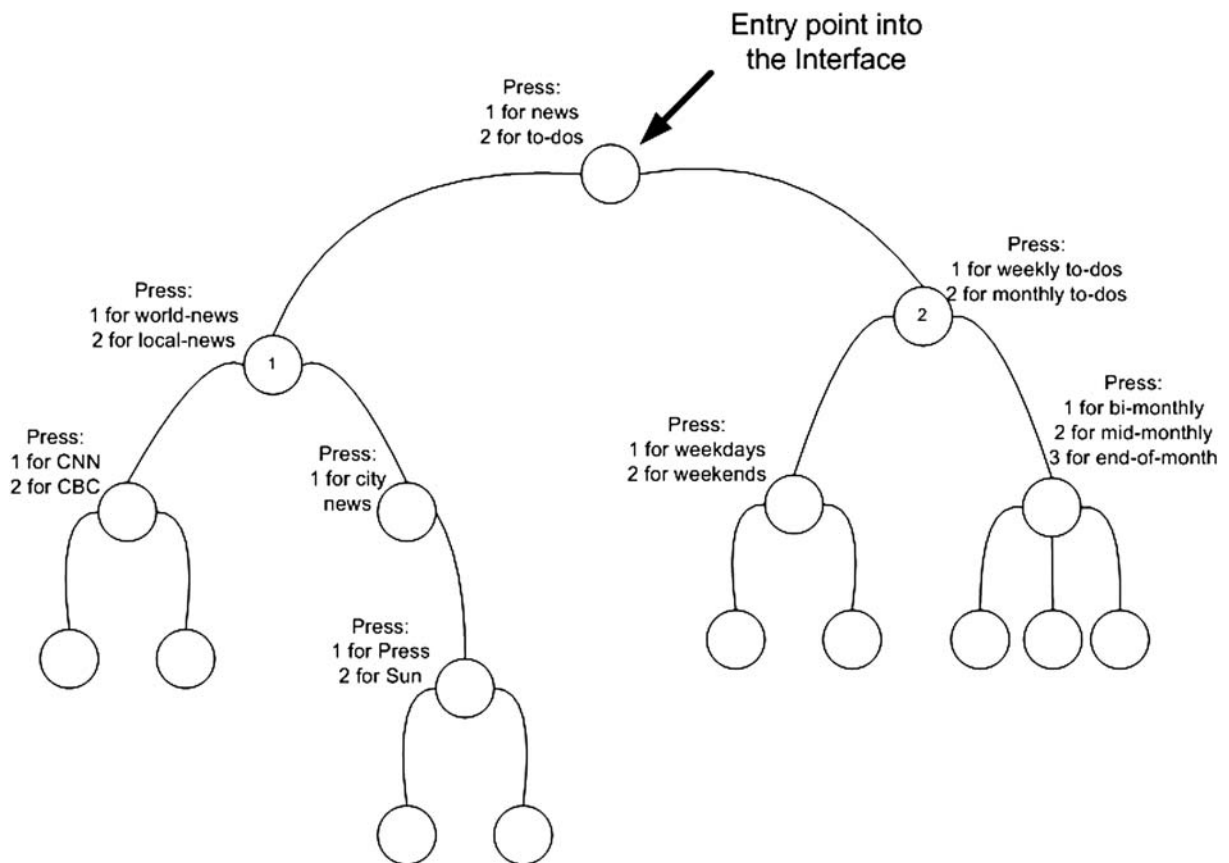 Entry point into
the Interface
Press:
1 for news
2 for to-dos
Press:
1 for weekly to-dos
2 for monthly to-dos
Press:
1 for world-news
2 for local-news
1
2
Press:
1 for bi-monthly
2 for mid-monthly
3 for end-of-month
Press:
1 for CNN
2 for CBC
Press:
1 for city
news
Press:
1 for weekdays
2 for weekends
Press:
1 for Press
2 for Sun